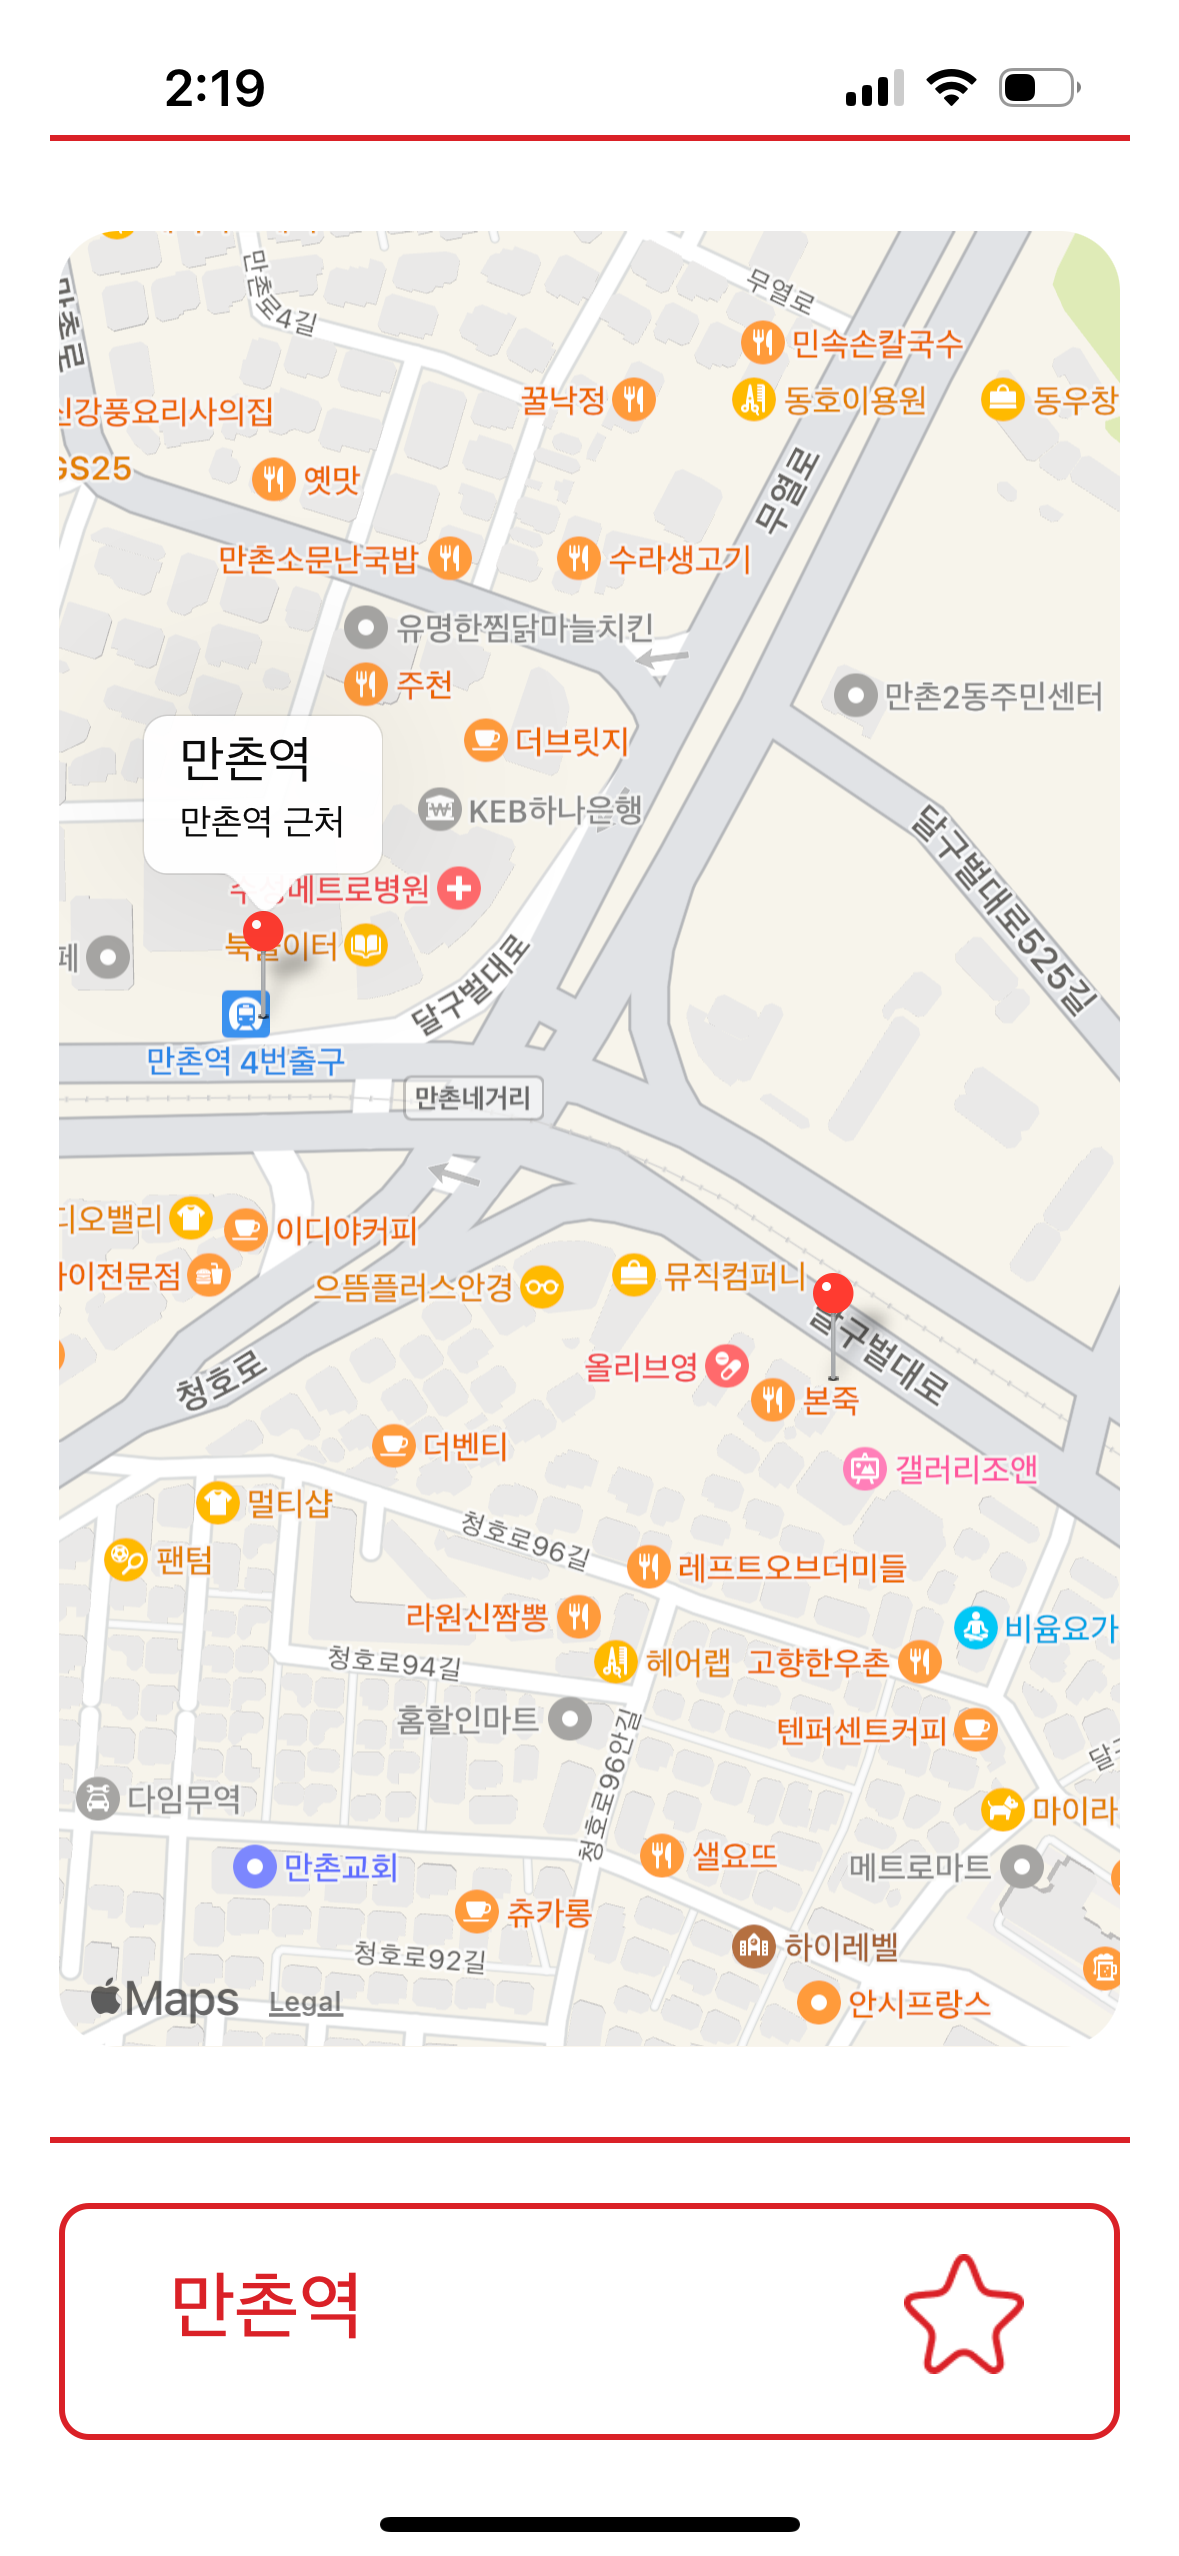 2:19
무열로
만촌로4길
만촌로
민속손칼국수
꿀낙정
동호이용원
동우창
신강풍요리사의집
GS25
옛맛
무열로
만촌소문난국밥
수라생고기
유명한찜닭마늘치킨
주천
만촌2동주민센터
더브릿지
만촌역
만촌역 근처
KEB하나은행
달구벌대로525길
수성메트로병원
북놀이터
페
달구벌대로
만촌역 4번출구
만촌네거리
디오밸리
이디야커피
이전문점
으뜸플러스안경
뮤직컴퍼니
달구벌대로
올리브영
청호로
본죽
더벤티
갤러리조앤
멀티샵
청호로96길
팬텀
레프트오브더미들
라원신짬뽕
비움요가
청호로94길
헤어랩
고향한우촌
홈할인마트
텐퍼센트커피
청호로96안길
달구
다임무역
마이라
만촌교회
샐요뜨
메트로마트
츄카롱
청호로92길
하이레벨
Maps
Legal
안시프랑스
만촌역